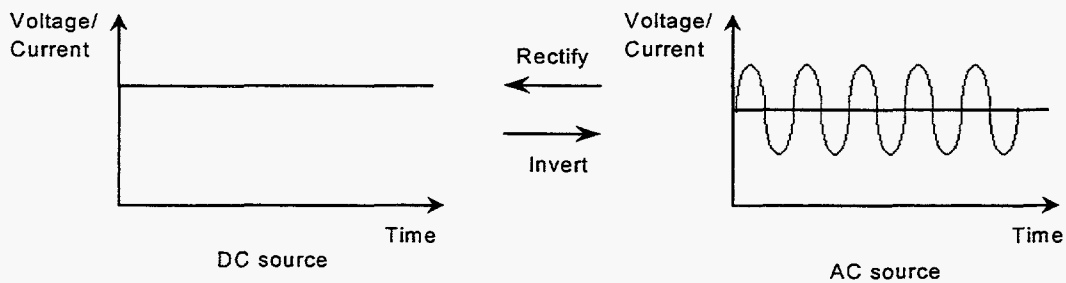 Voltage/
Current
Time
DC source
Rectify
Invert
Voltage/
Current
Time
AC source